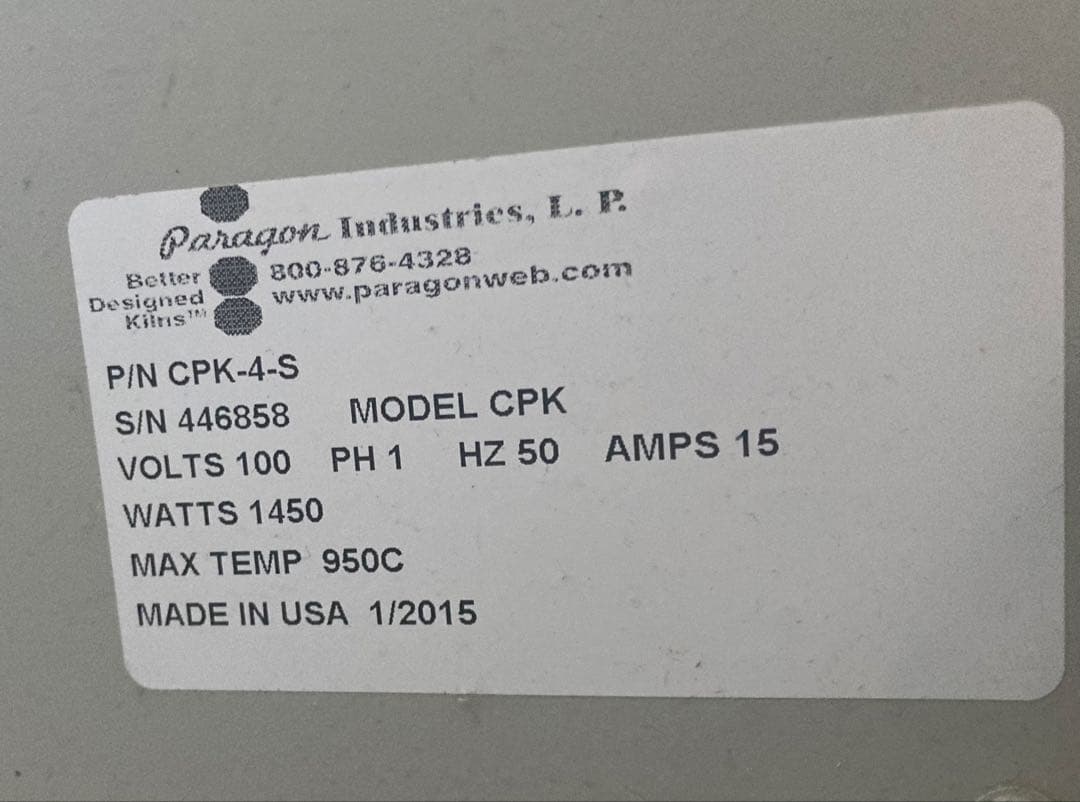 Paragon Industries, L. P.
Better
Designed
Kilns™
800-876-4328
www.paragonweb.com
P/N CPK-4-S
S/N 446858 MODEL CPK
VOLTS 100 PH 1 HZ 50 AMPS 15
WATTS 1450
MAX TEMP 950C
MADE IN USA 1/2015